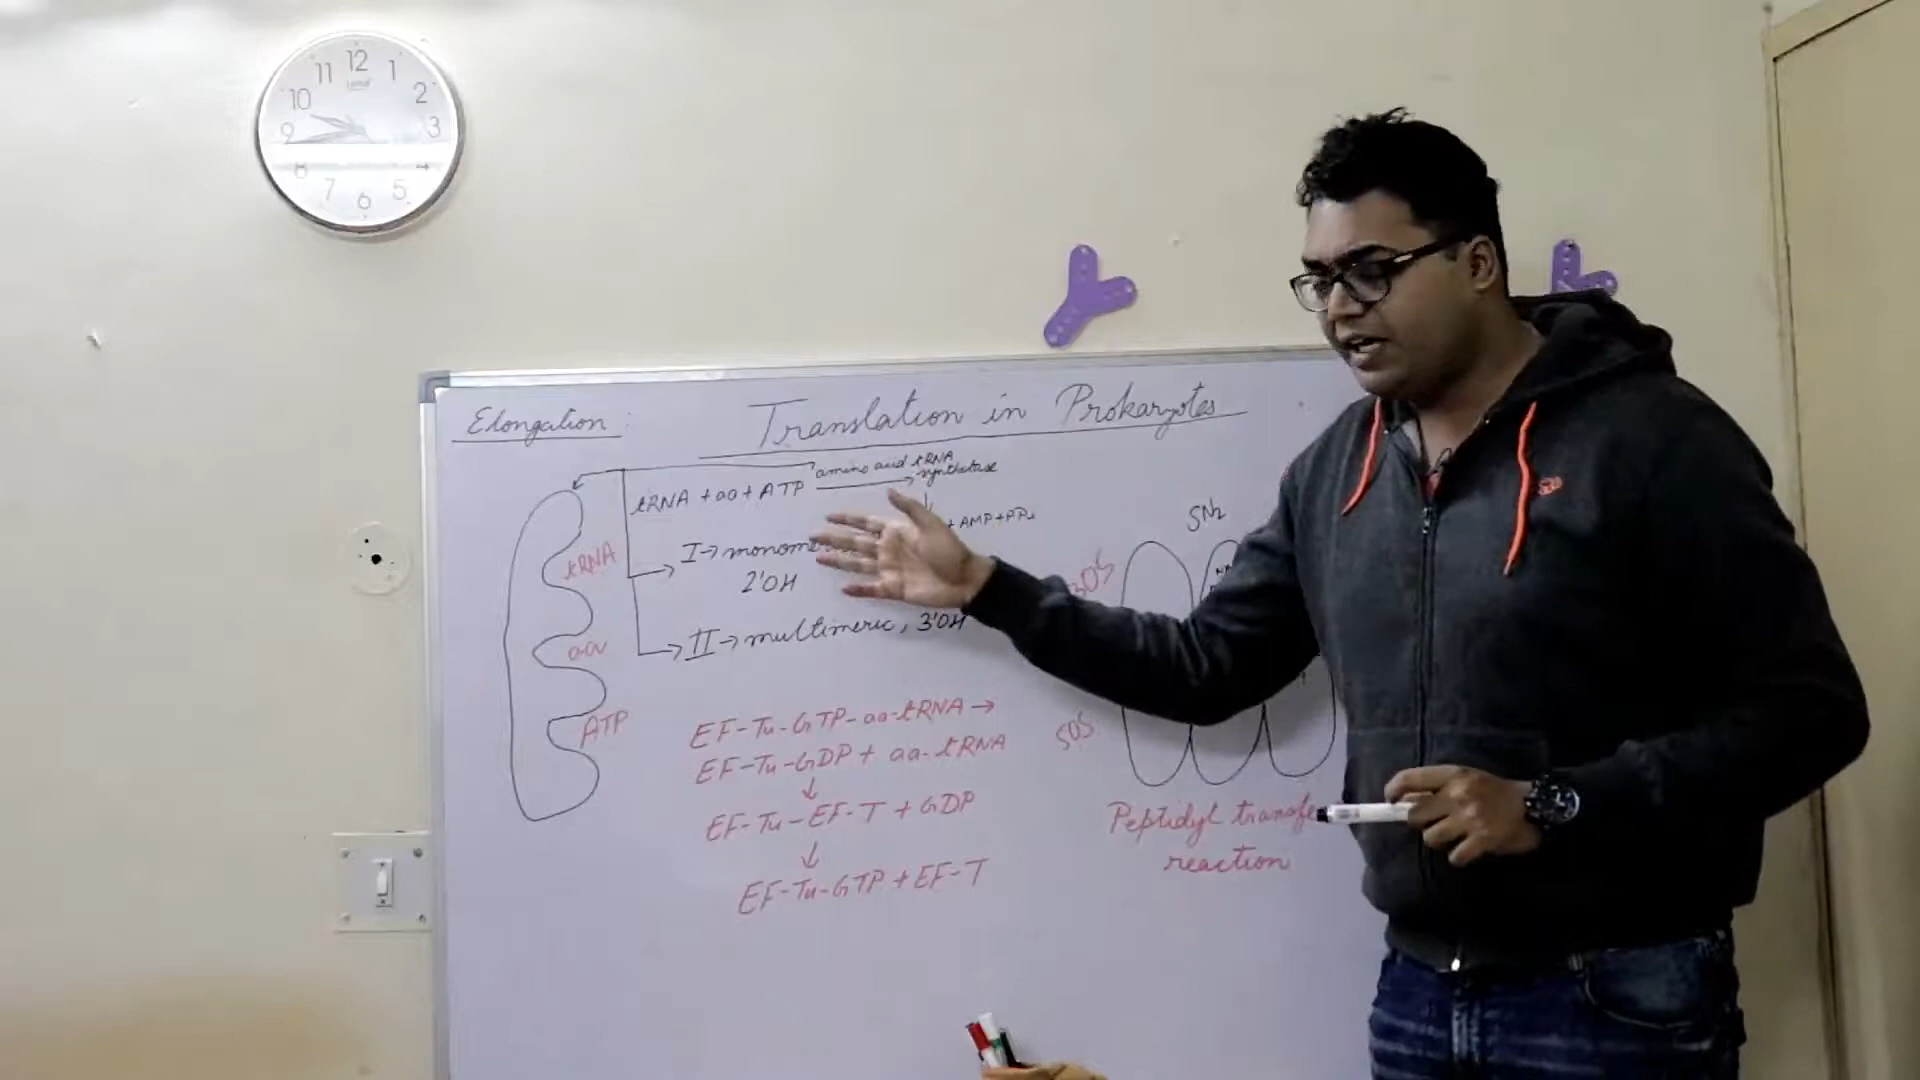 12
11 1
10 2
9 3
8 4
7 5
6
Elongation :
Translation in Prokaryotes
amino acid tRNA
synthetase
tRNA + aa + ATP
+ AMP + PPi
SN2
I → monome
tRNA
2'OH
30S
II → multimeric, 3'OH
aa
ATP
EF-Tu-GTP-aa-tRNA →
EF-Tu-GDP + aa-tRNA
50S
EF-Tu-EF-T + GDP
Peptidyl transfe
reaction
EF-Tu-GTP + EF-T